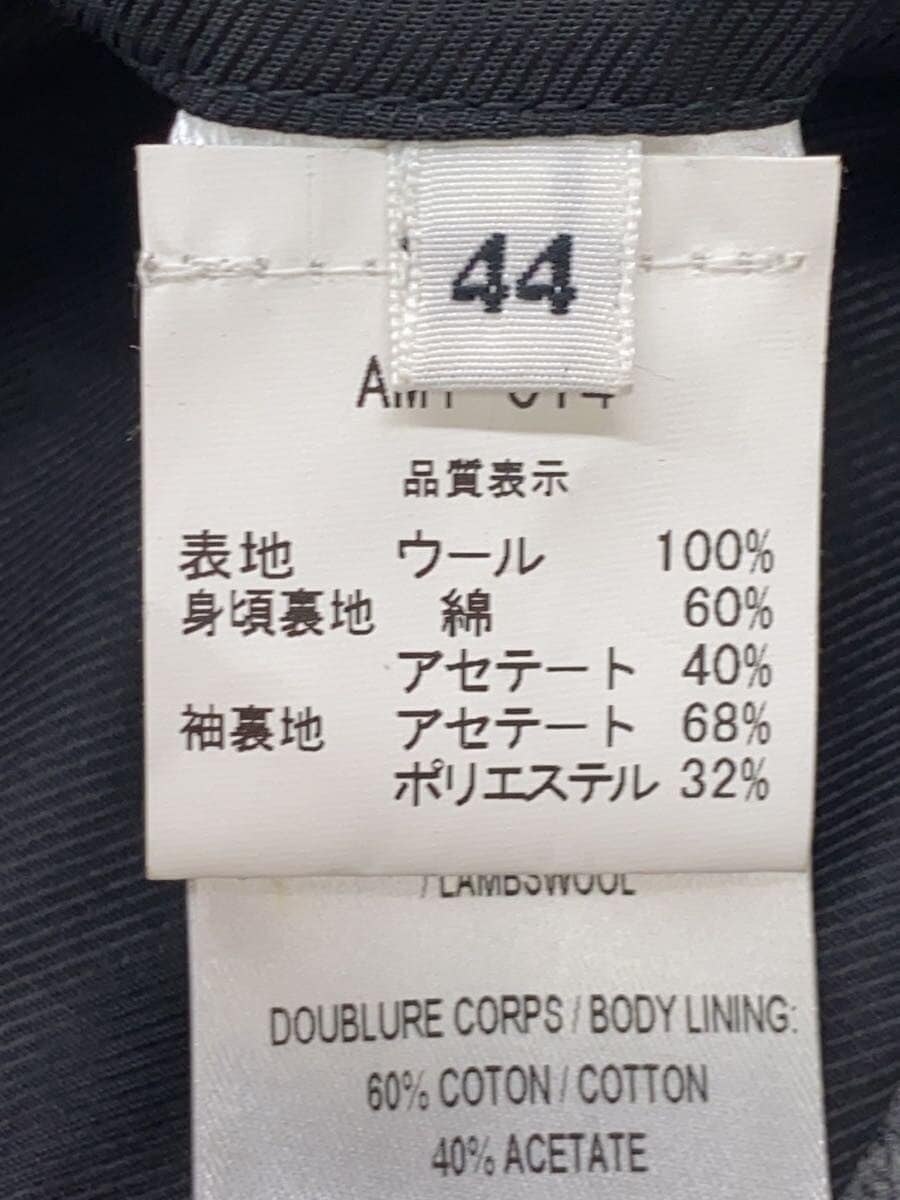 44
品質表示
表地 ウール 100%
身頃裏地 綿 60%
アセテート 40%
袖裏地 アセテート 68%
ポリエステル 32%
/ LAMBSWOOL
DOUBLURE CORPS / BODY LINING:
60% COTON / COTTON
40% ACETATE